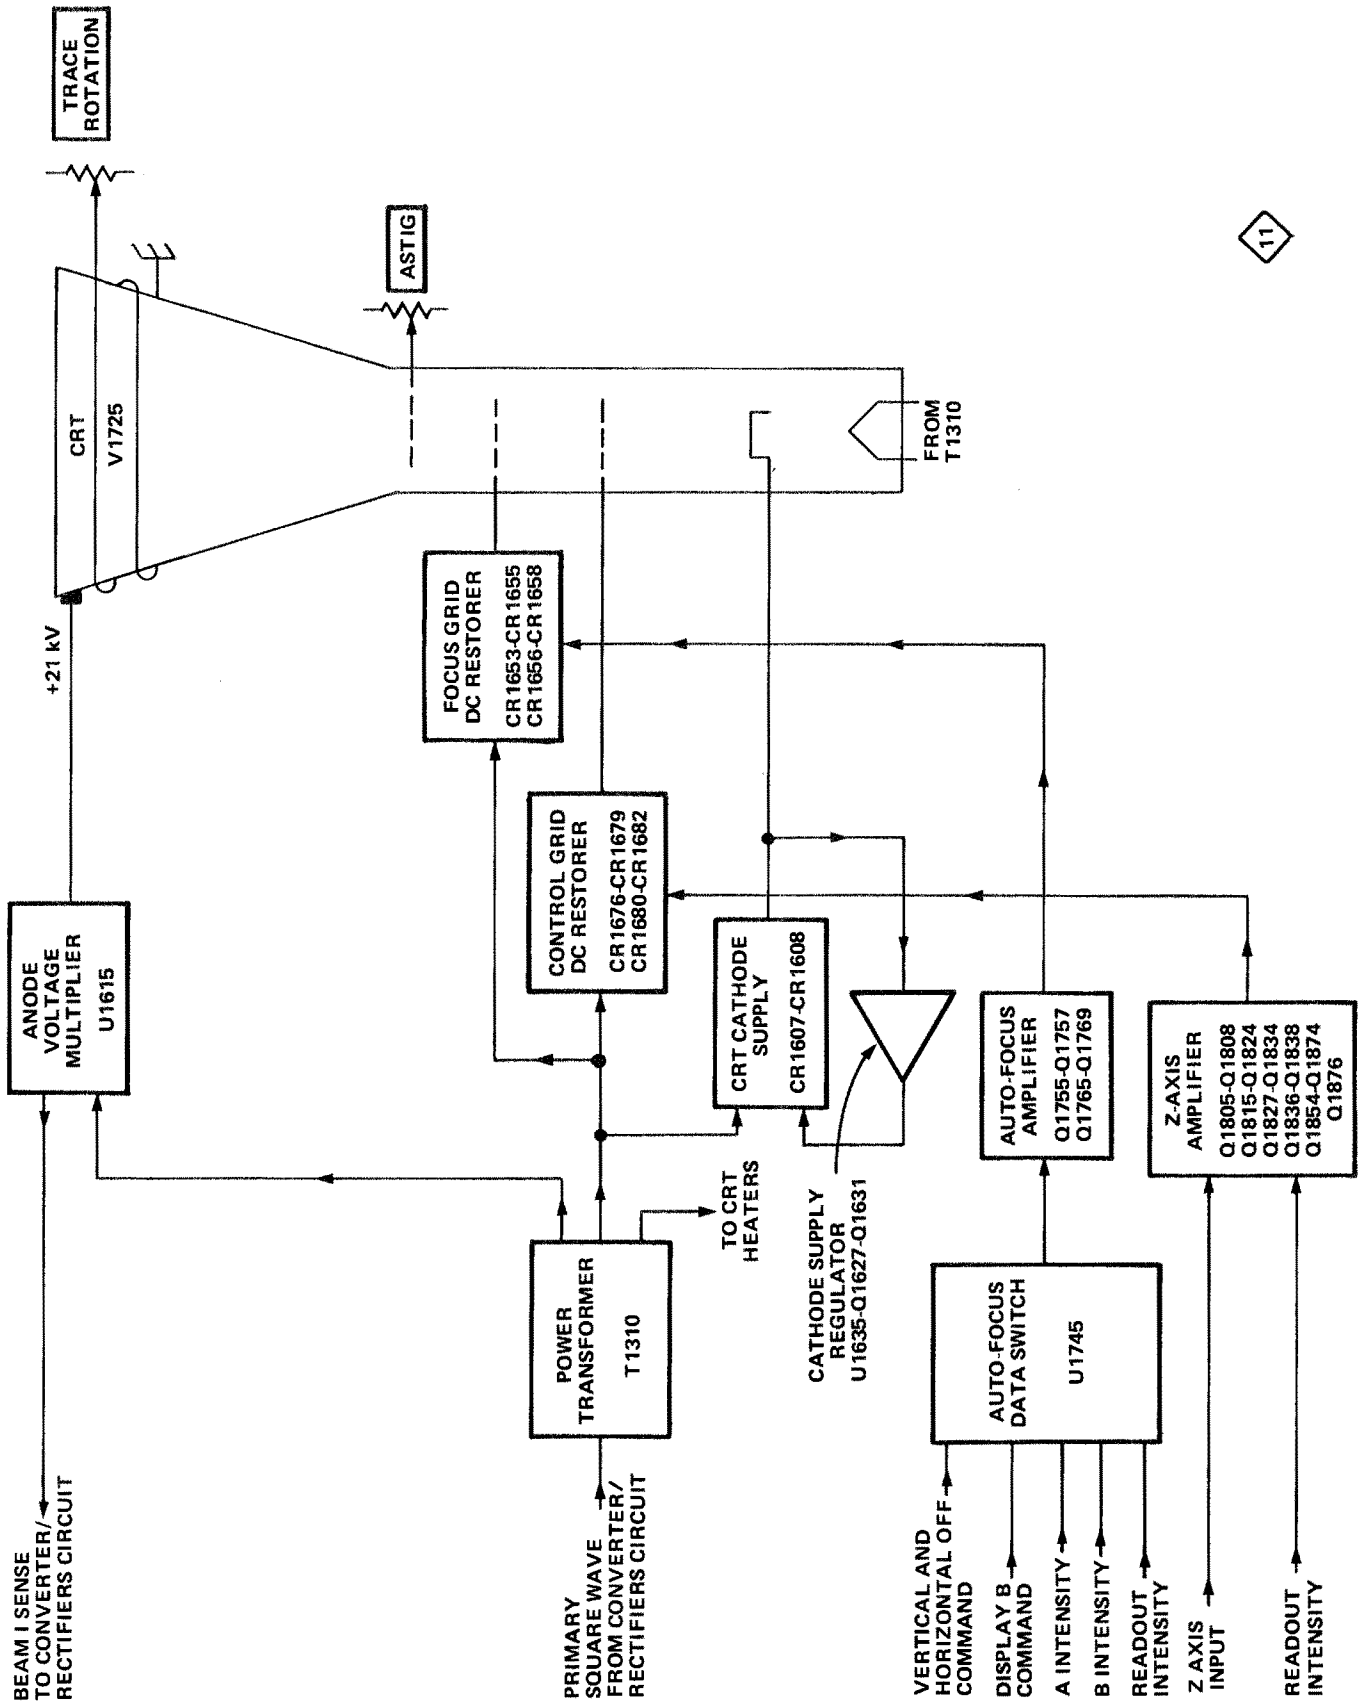 BEAM I SENSE
TO CONVERTER/
RECTIFIERS CIRCUIT
ANODE
VOLTAGE
MULTIPLIER
U1615
+21 kV
CRT
V1725
TRACE
ROTATION
ASTIG
FOCUS GRID
DC RESTORER
CR1653-CR1655
CR1656-CR1658
CONTROL GRID
DC RESTORER
CR1676-CR1679
CR1680-CR1682
PRIMARY
SQUARE WAVE
FROM CONVERTER/
RECTIFIERS CIRCUIT
POWER
TRANSFORMER
T1310
TO CRT
HEATERS
CRT CATHODE
SUPPLY
CR1607-CR1608
CATHODE SUPPLY
REGULATOR
U1635-Q1627-Q1631
FROM
T1310
VERTICAL AND
HORIZONTAL OFF
COMMAND
DISPLAY B
COMMAND
A INTENSITY
B INTENSITY
READOUT
INTENSITY
AUTO-FOCUS
DATA SWITCH
U1745
AUTO-FOCUS
AMPLIFIER
Q1755-Q1757
Q1765-Q1769
Z AXIS
INPUT
READOUT
INTENSITY
Z-AXIS
AMPLIFIER
Q1805-Q1808
Q1815-Q1824
Q1827-Q1834
Q1836-Q1838
Q1854-Q1874
Q1876
11